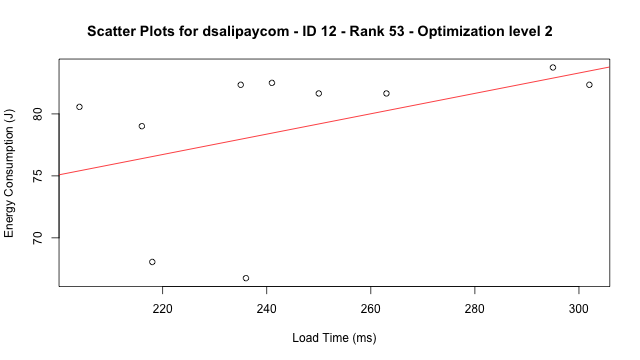 Scatter Plots for dsalipaycom - ID 12 - Rank 53 - Optimization level 2
Energy Consumption (J)
80
75
70
220 240 260 280 300
Load Time (ms)